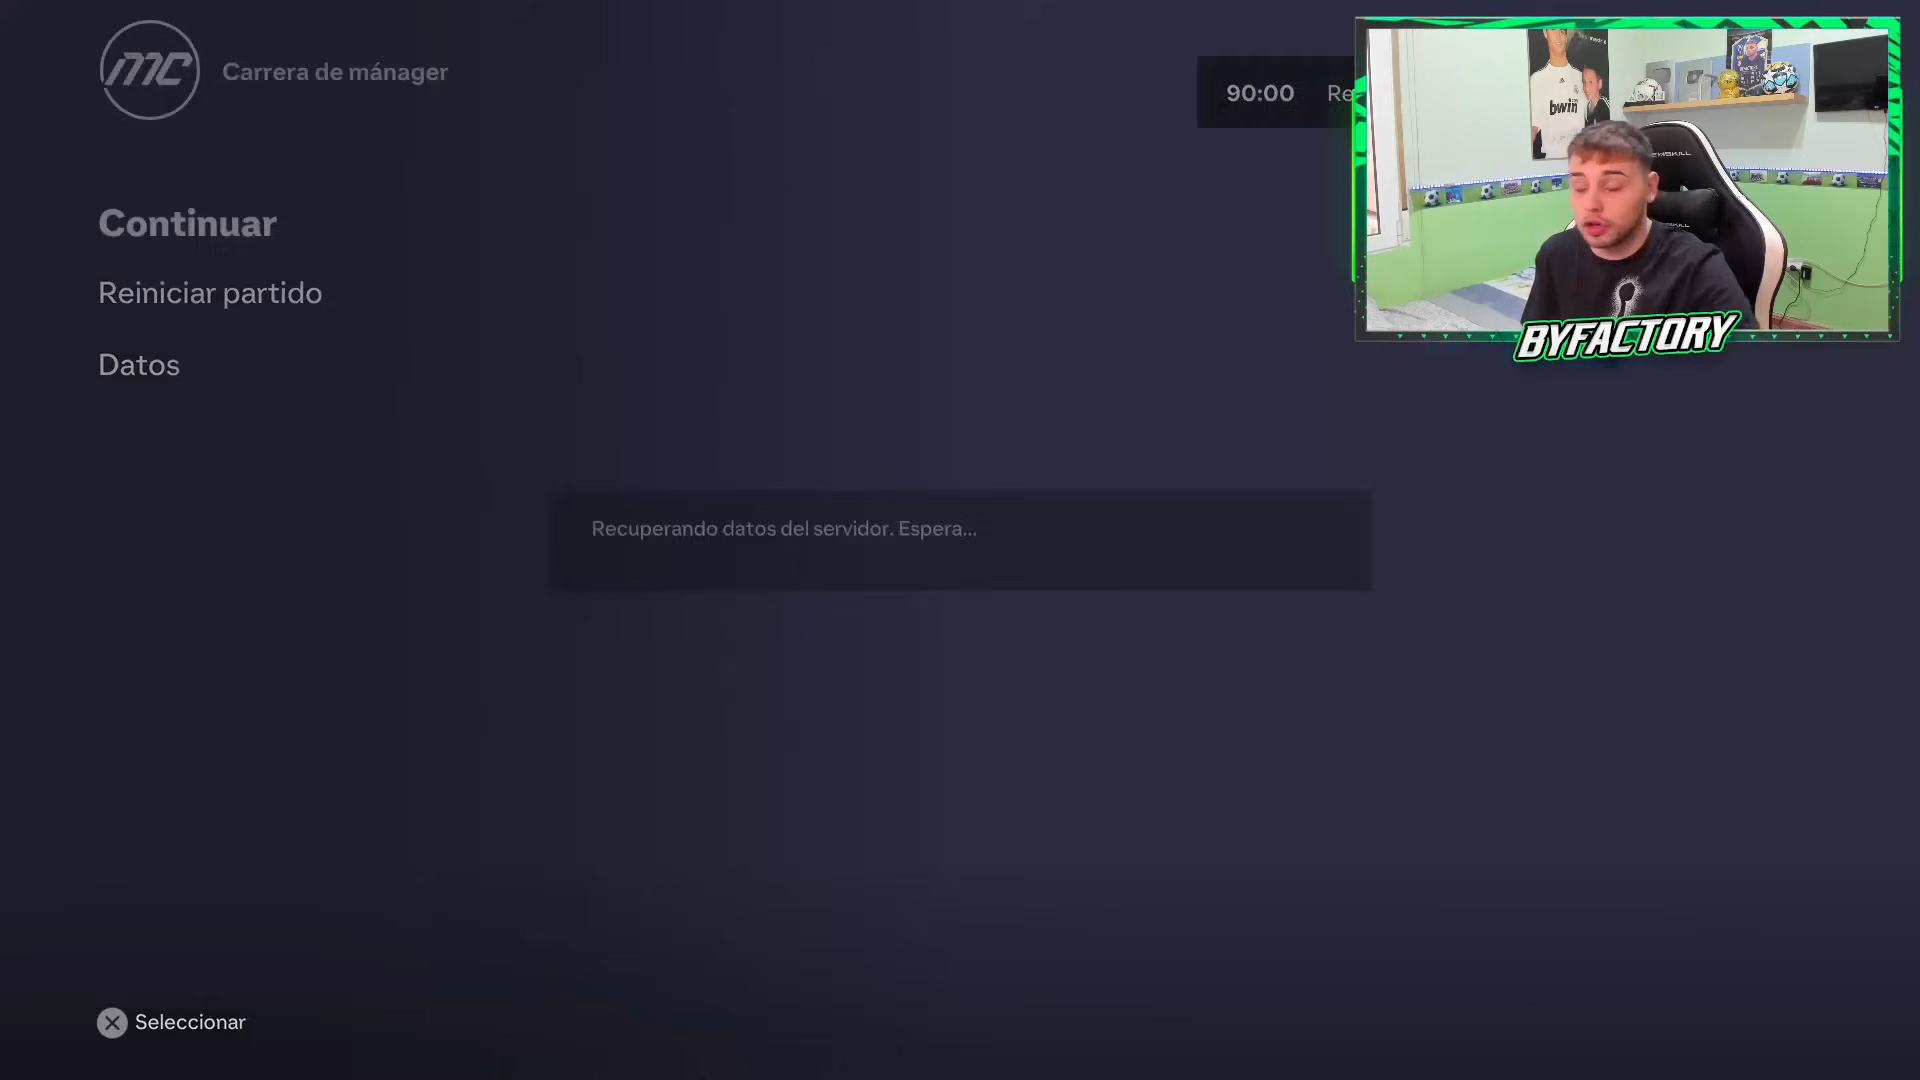 MC
Carrera de mánager
90:00 Re
Continuar
Reiniciar partido
Datos
Recuperando datos del servidor. Espera...
Seleccionar
bwin
BYFACTORY